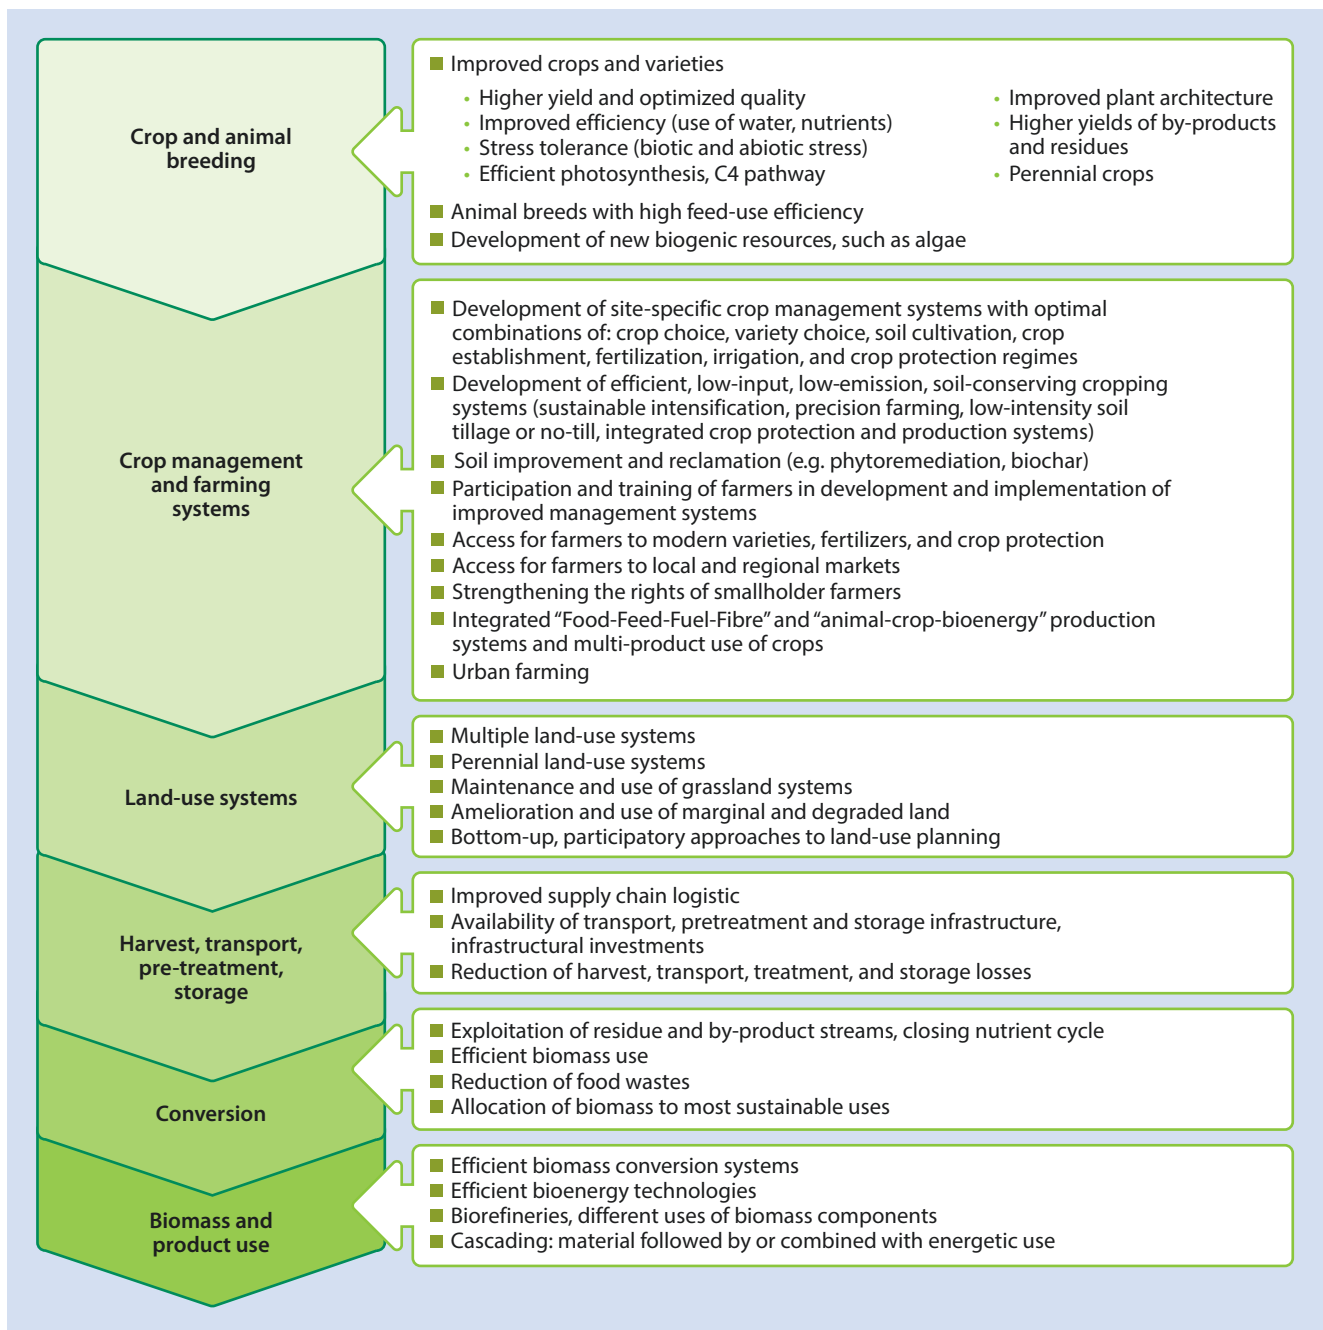 Crop and animal
breeding
■ Improved crops and varieties
• Higher yield and optimized quality
• Improved efficiency (use of water, nutrients)
• Stress tolerance (biotic and abiotic stress)
• Efficient photosynthesis, C4 pathway
• Improved plant architecture
• Higher yields of by-products
and residues
• Perennial crops
■ Animal breeds with high feed-use efficiency
■ Development of new biogenic resources, such as algae
Crop management
and farming
systems
■ Development of site-specific crop management systems with optimal
combinations of: crop choice, variety choice, soil cultivation, crop
establishment, fertilization, irrigation, and crop protection regimes
■ Development of efficient, low-input, low-emission, soil-conserving cropping
systems (sustainable intensification, precision farming, low-intensity soil
tillage or no-till, integrated crop protection and production systems)
■ Soil improvement and reclamation (e.g. phytoremediation, biochar)
■ Participation and training of farmers in development and implementation of
improved management systems
■ Access for farmers to modern varieties, fertilizers, and crop protection
■ Access for farmers to local and regional markets
■ Strengthening the rights of smallholder farmers
■ Integrated “Food-Feed-Fuel-Fibre” and “animal-crop-bioenergy” production
systems and multi-product use of crops
■ Urban farming
Land-use systems
■ Multiple land-use systems
■ Perennial land-use systems
■ Maintenance and use of grassland systems
■ Amelioration and use of marginal and degraded land
■ Bottom-up, participatory approaches to land-use planning
Harvest, transport,
pre-treatment,
storage
■ Improved supply chain logistic
■ Availability of transport, pretreatment and storage infrastructure,
infrastructural investments
■ Reduction of harvest, transport, treatment, and storage losses
Conversion
■ Exploitation of residue and by-product streams, closing nutrient cycle
■ Efficient biomass use
■ Reduction of food wastes
■ Allocation of biomass to most sustainable uses
Biomass and
product use
■ Efficient biomass conversion systems
■ Efficient bioenergy technologies
■ Biorefineries, different uses of biomass components
■ Cascading: material followed by or combined with energetic use